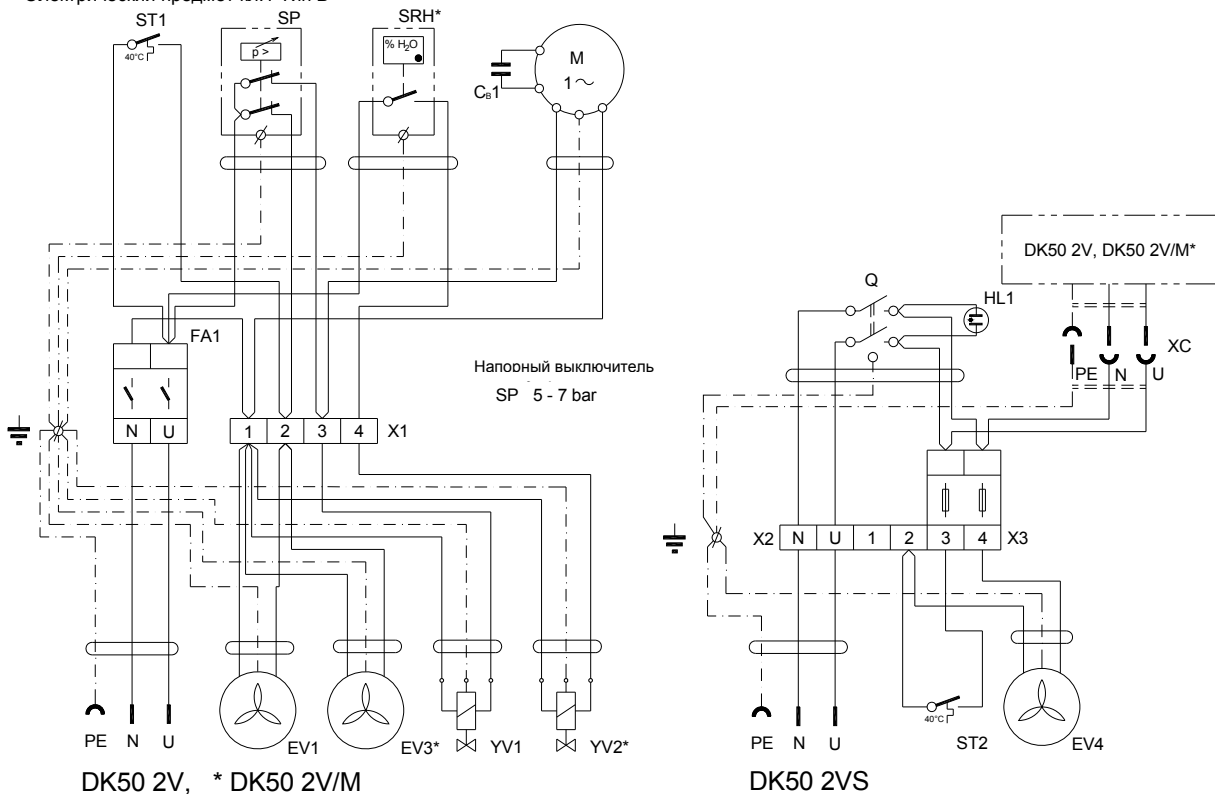 ST1
SP
SRH*
40°C
p >
% H₂O
M
1~
Cв1
FA1
N U
1 2 3 4 X1
Напорный выключатель
SP 5 - 7 bar
PE N U
EV1
EV3*
YV1
YV2*
DK50 2V, * DK50 2V/M
DK50 2V, DK50 2V/M*
Q
HL1
XC
PE N U
X2 N U 1 2 3 4 X3
40°C
ST2
EV4
PE N U
DK50 2VS